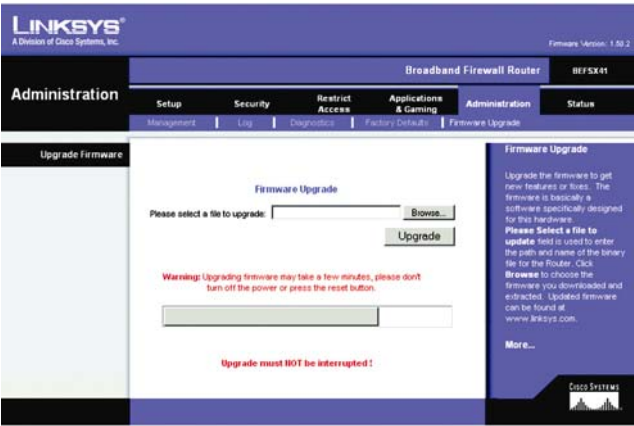 LINKSYS®
A Division of Cisco Systems, Inc.
Firmware Version: 1.50.2
Broadband Firewall Router
BEFSX41
Administration
Setup
Security
Restrict Access
Applications & Gaming
Administration
Status
Management
Log
Diagnostics
Factory Defaults
Firmware Upgrade
Upgrade Firmware
Firmware Upgrade
Please select a file to upgrade:
Browse...
Upgrade
Warning: Upgrading firmware may take a few minutes, please don't
turn off the power or press the reset button.
Upgrade must NOT be interrupted !
Firmware Upgrade
Upgrade the firmware to get
new features or fixes. The
firmware is basically a
software specifically designed
for this hardware.
Please Select a file to
update field is used to enter
the path and name of the binary
file for the Router. Click
Browse to choose the
firmware you downloaded and
extracted. Updated firmware
can be found at
www.linksys.com.
More...
CISCO SYSTEMS